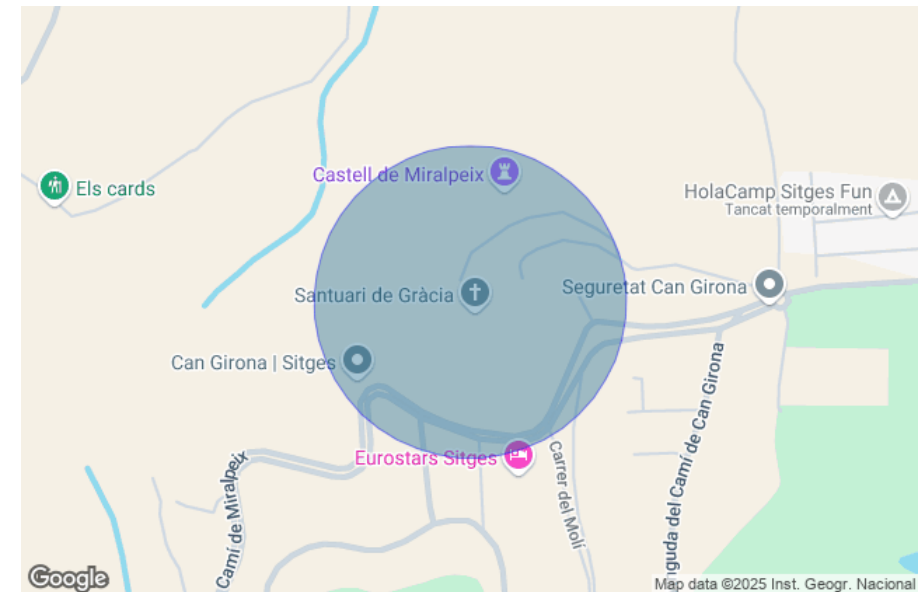 Castell de Miralpeix
Els cards
HolaCamp Sitges Fun
Tancat temporalment
Santuari de Gràcia
Seguretat Can Girona
Can Girona | Sitges
Eurostars Sitges
Camí de Miralpeix
Carrer del Molí
nguda del Camí de Can Girona
Google
Map data ©2025 Inst. Geogr. Nacional